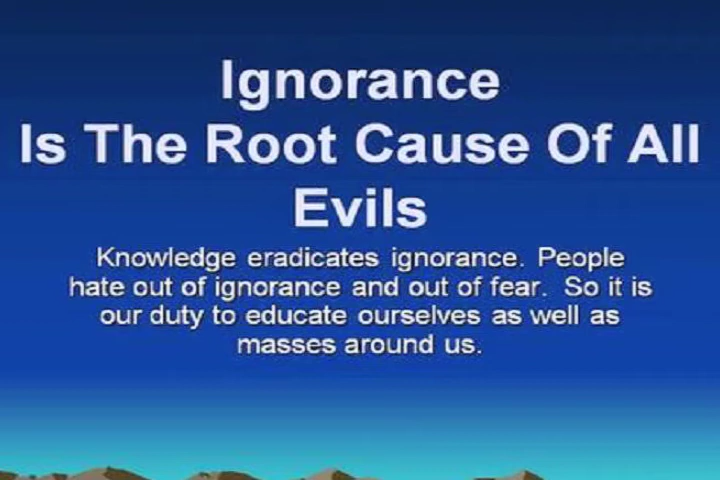 Ignorance
Is The Root Cause Of All
Evils
Knowledge eradicates ignorance. People
hate out of ignorance and out of fear. So it is
our duty to educate ourselves as well as
masses around us.